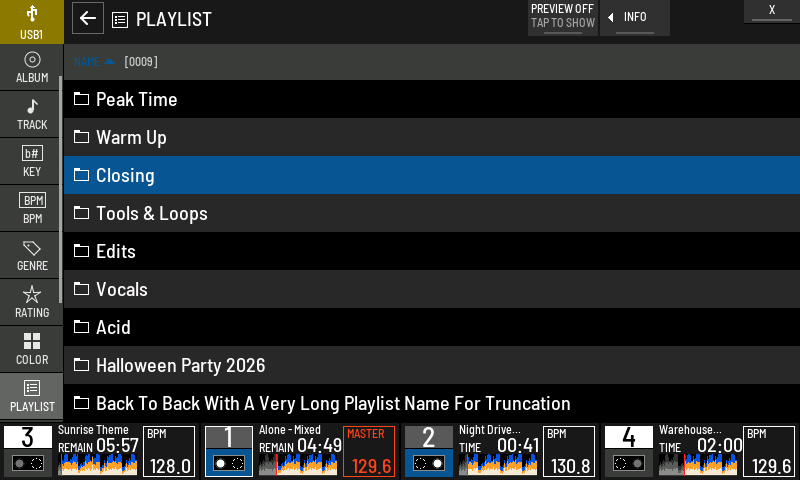 USB1
PLAYLIST
PREVIEW OFF
TAP TO SHOW
INFO
X
NAME [0009]
ALBUM
TRACK
b#
KEY
BPM
BPM
GENRE
RATING
COLOR
PLAYLIST
Peak Time
Warm Up
Closing
Tools & Loops
Edits
Vocals
Acid
Halloween Party 2026
Back To Back With A Very Long Playlist Name For Truncation
3
Sunrise Theme
REMAIN 05:57
BPM
128.0
1
Alone - Mixed
REMAIN 04:49
MASTER
129.6
2
Night Drive...
TIME 00:41
BPM
130.8
4
Warehouse...
TIME 02:00
BPM
129.6